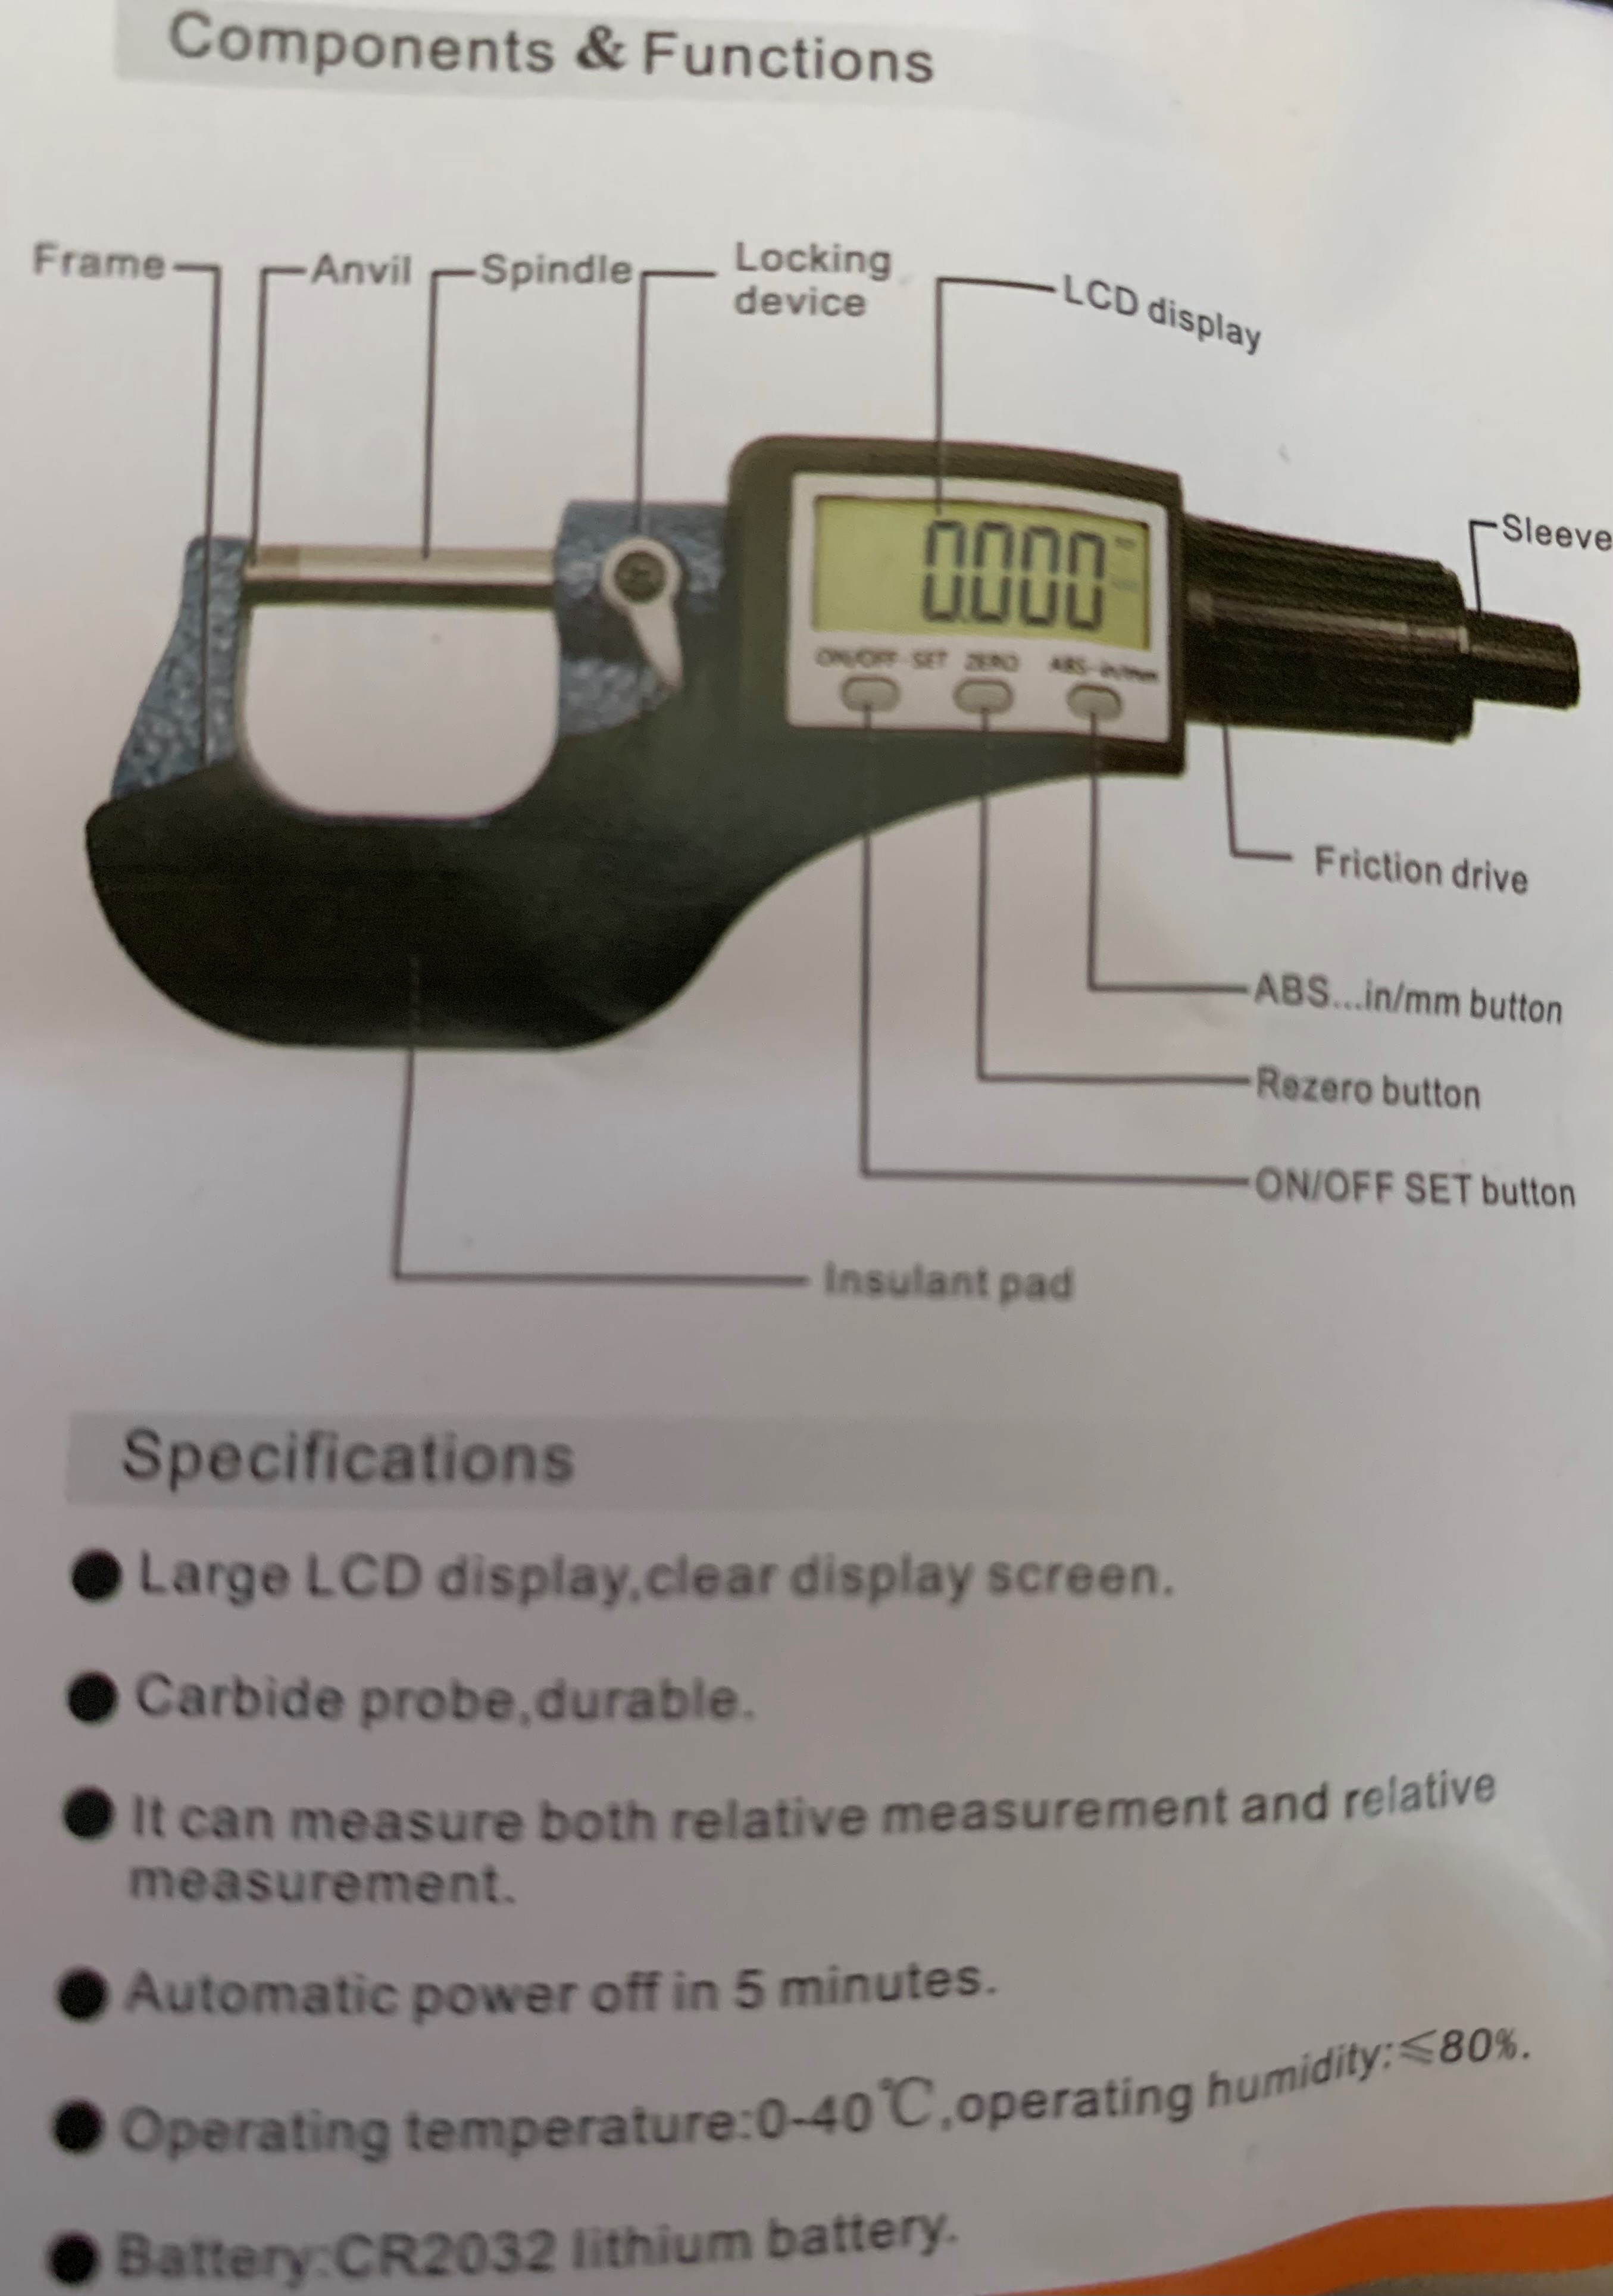 Components & Functions
Frame
Anvil
Spindle
Locking
device
LCD display
Sleeve
0.000
ON/OFF SET ZERO ABS in/mm
Friction drive
ABS...in/mm button
Rezero button
ON/OFF SET button
Insulant pad
Specifications
● Large LCD display,clear display screen.
● Carbide probe,durable.
● It can measure both relative measurement and relative
measurement.
● Automatic power off in 5 minutes.
● Operating temperature:0-40℃,operating humidity:≤80%.
● Battery:CR2032 lithium battery.